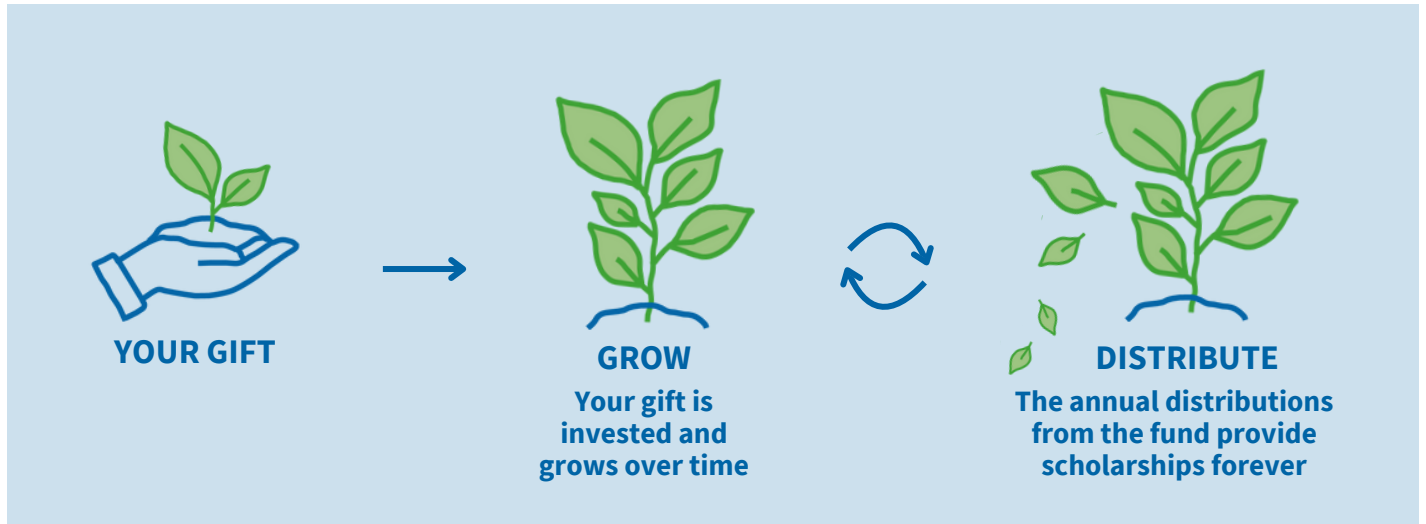 YOUR GIFT
GROW
Your gift is
invested and
grows over time
DISTRIBUTE
The annual distributions
from the fund provide
scholarships forever